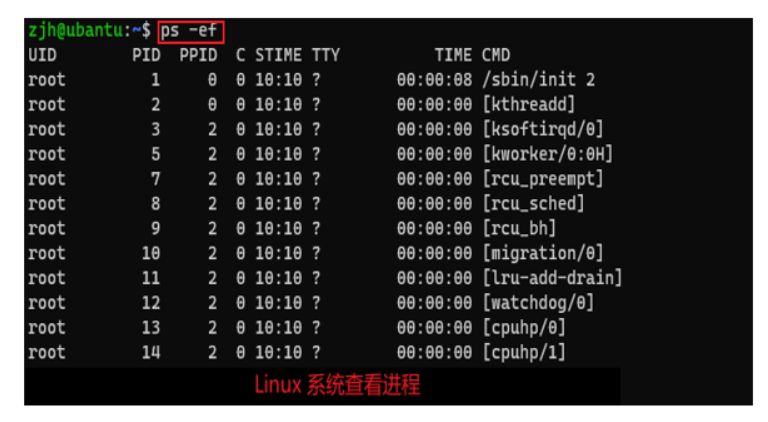 zjh@ubantu:~$ ps -ef
UID PID PPID C STIME TTY TIME CMD
root 1 0 0 10:10 ? 00:00:08 /sbin/init 2
root 2 0 0 10:10 ? 00:00:00 [kthreadd]
root 3 2 0 10:10 ? 00:00:00 [ksoftirqd/0]
root 5 2 0 10:10 ? 00:00:00 [kworker/0:0H]
root 7 2 0 10:10 ? 00:00:00 [rcu_preempt]
root 8 2 0 10:10 ? 00:00:00 [rcu_sched]
root 9 2 0 10:10 ? 00:00:00 [rcu_bh]
root 10 2 0 10:10 ? 00:00:00 [migration/0]
root 11 2 0 10:10 ? 00:00:00 [lru-add-drain]
root 12 2 0 10:10 ? 00:00:00 [watchdog/0]
root 13 2 0 10:10 ? 00:00:00 [cpuhp/0]
root 14 2 0 10:10 ? 00:00:00 [cpuhp/1]
Linux 系统查看进程